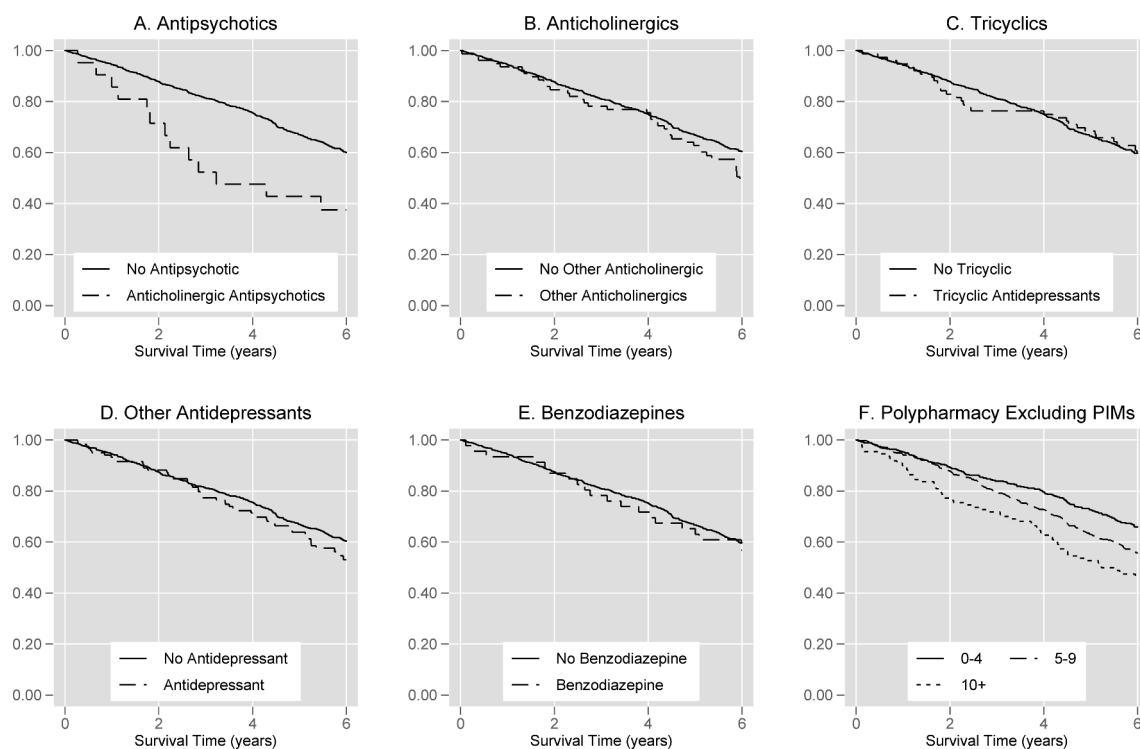 A. Antipsychotics
1.00
0.80
0.60
0.40
0.20
0.00
No Antipsychotic
Anticholinergic Antipsychotics
0 2 4 6
Survival Time (years)
B. Anticholinergics
1.00
0.80
0.60
0.40
0.20
0.00
No Other Anticholinergic
Other Anticholinergics
0 2 4 6
Survival Time (years)
C. Tricyclics
1.00
0.80
0.60
0.40
0.20
0.00
No Tricyclic
Tricyclic Antidepressants
0 2 4 6
Survival Time (years)
D. Other Antidepressants
1.00
0.80
0.60
0.40
0.20
0.00
No Antidepressant
Antidepressant
0 2 4 6
Survival Time (years)
E. Benzodiazepines
1.00
0.80
0.60
0.40
0.20
0.00
No Benzodiazepine
Benzodiazepine
0 2 4 6
Survival Time (years)
F. Polypharmacy Excluding PIMs
1.00
0.80
0.60
0.40
0.20
0.00
0-4 5-9
10+
0 2 4 6
Survival Time (years)